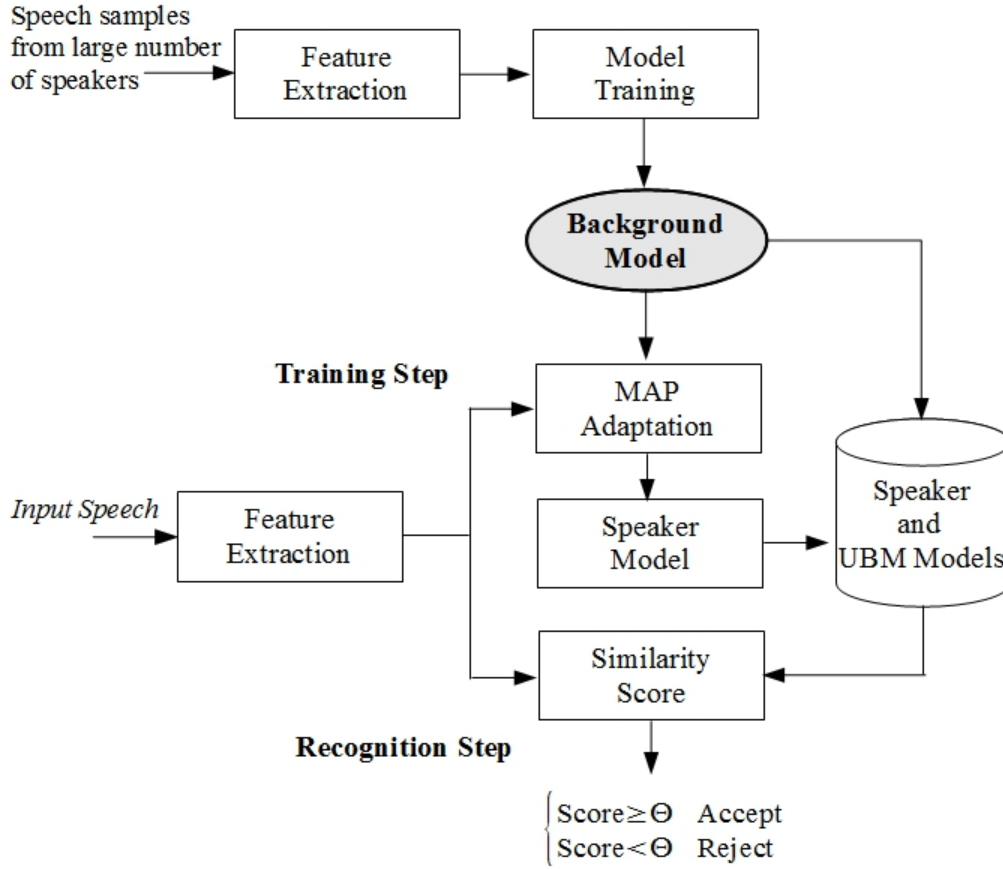 Speech samples
from large number
of speakers
Feature
Extraction
Model
Training
Background
Model
Training Step
MAP
Adaptation
Input Speech
Feature
Extraction
Speaker
Model
Speaker
and
UBM Models
Similarity
Score
Recognition Step
Score≥Θ Accept
Score<Θ Reject